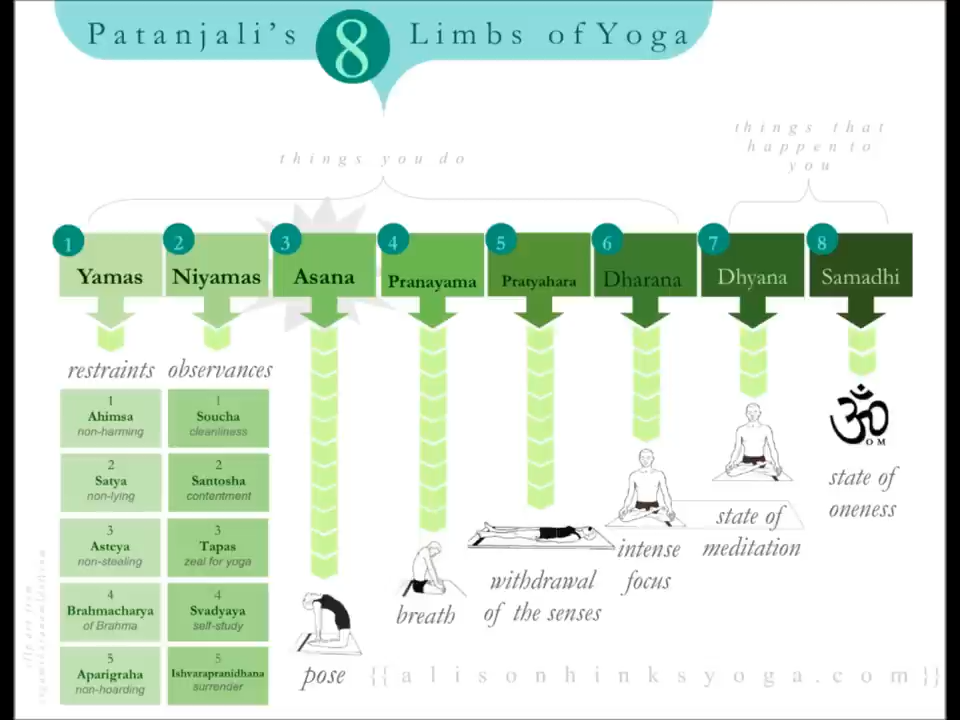 Patanjali's 8 Limbs of Yoga
things you do
things that
happen to
you
1 2 3 4 5 6 7 8
Yamas Niyamas Asana Pranayama Pratyahara Dharana Dhyana Samadhi
restraints observances
1
Ahimsa
non-harming
2
Satya
non-lying
3
Asteya
non-stealing
4
Brahmacharya
of Brahma
5
Aparigraha
non-hoarding
1
Soucha
cleanliness
2
Santosha
contentment
3
Tapas
zeal for yoga
4
Svadyaya
self-study
5
Ishvarapranidhana
surrender
pose
breath
withdrawal
of the senses
intense
focus
state of
meditation
ॐ
OM
state of
oneness
{{alisonhinksyoga.com}}
clip art from